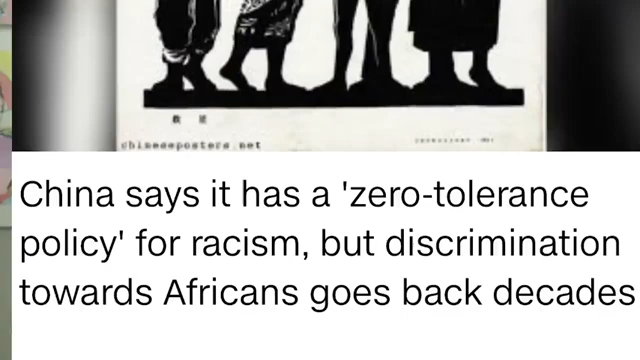 chineseposters.net
China says it has a 'zero-tolerance
policy' for racism, but discrimination
towards Africans goes back decades